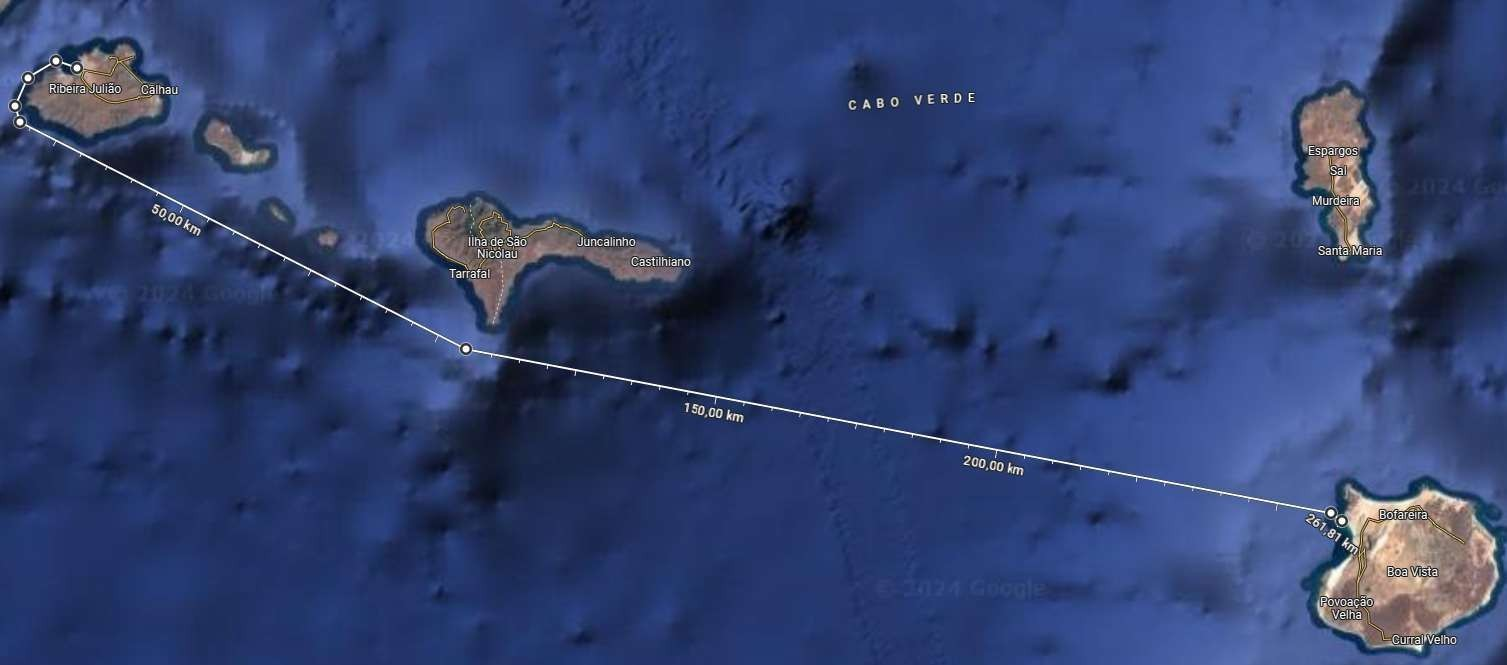 CABO VERDE
Ribeira Julião
Calhau
Espargos
Sal
Murdeira
Santa Maria
50,00 km
Ilha de São
Nicolau
Juncalinho
Castilhiano
Tarrafal
© 2024 Google
150,00 km
200,00 km
261,81 km
Bofareira
Boa Vista
Povoação
Velha
Curral Velho
© 2024 Google